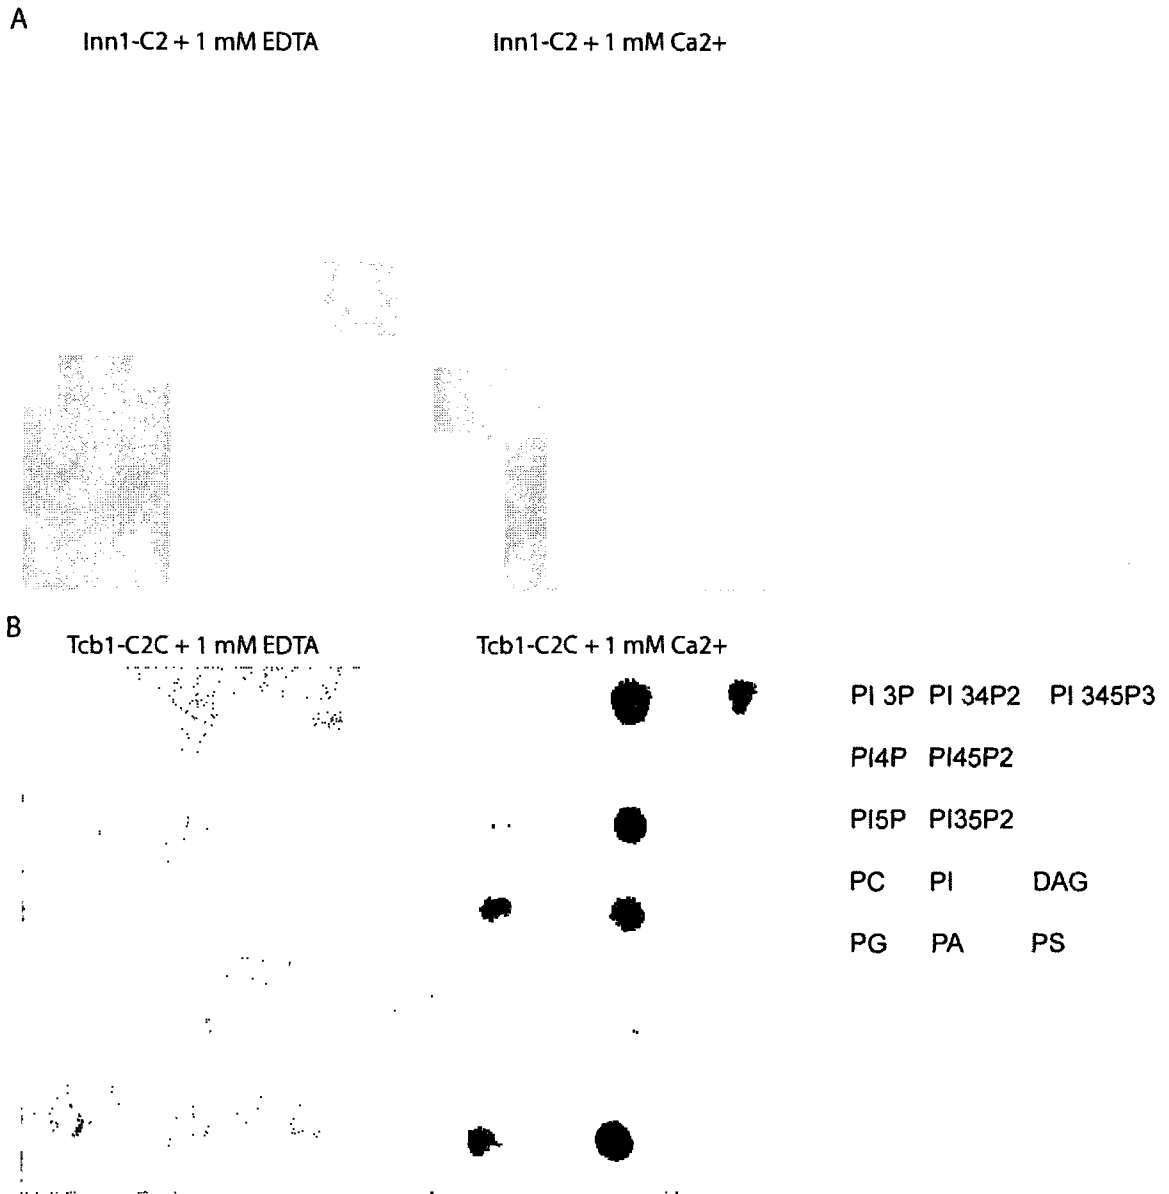 A
Inn1-C2 + 1 mM EDTA Inn1-C2 + 1 mM Ca2+
B
Tcb1-C2C + 1 mM EDTA Tcb1-C2C + 1 mM Ca2+
PI 3P PI 34P2 PI 345P3
PI4P PI45P2
PI5P PI35P2
PC PI DAG
PG PA PS